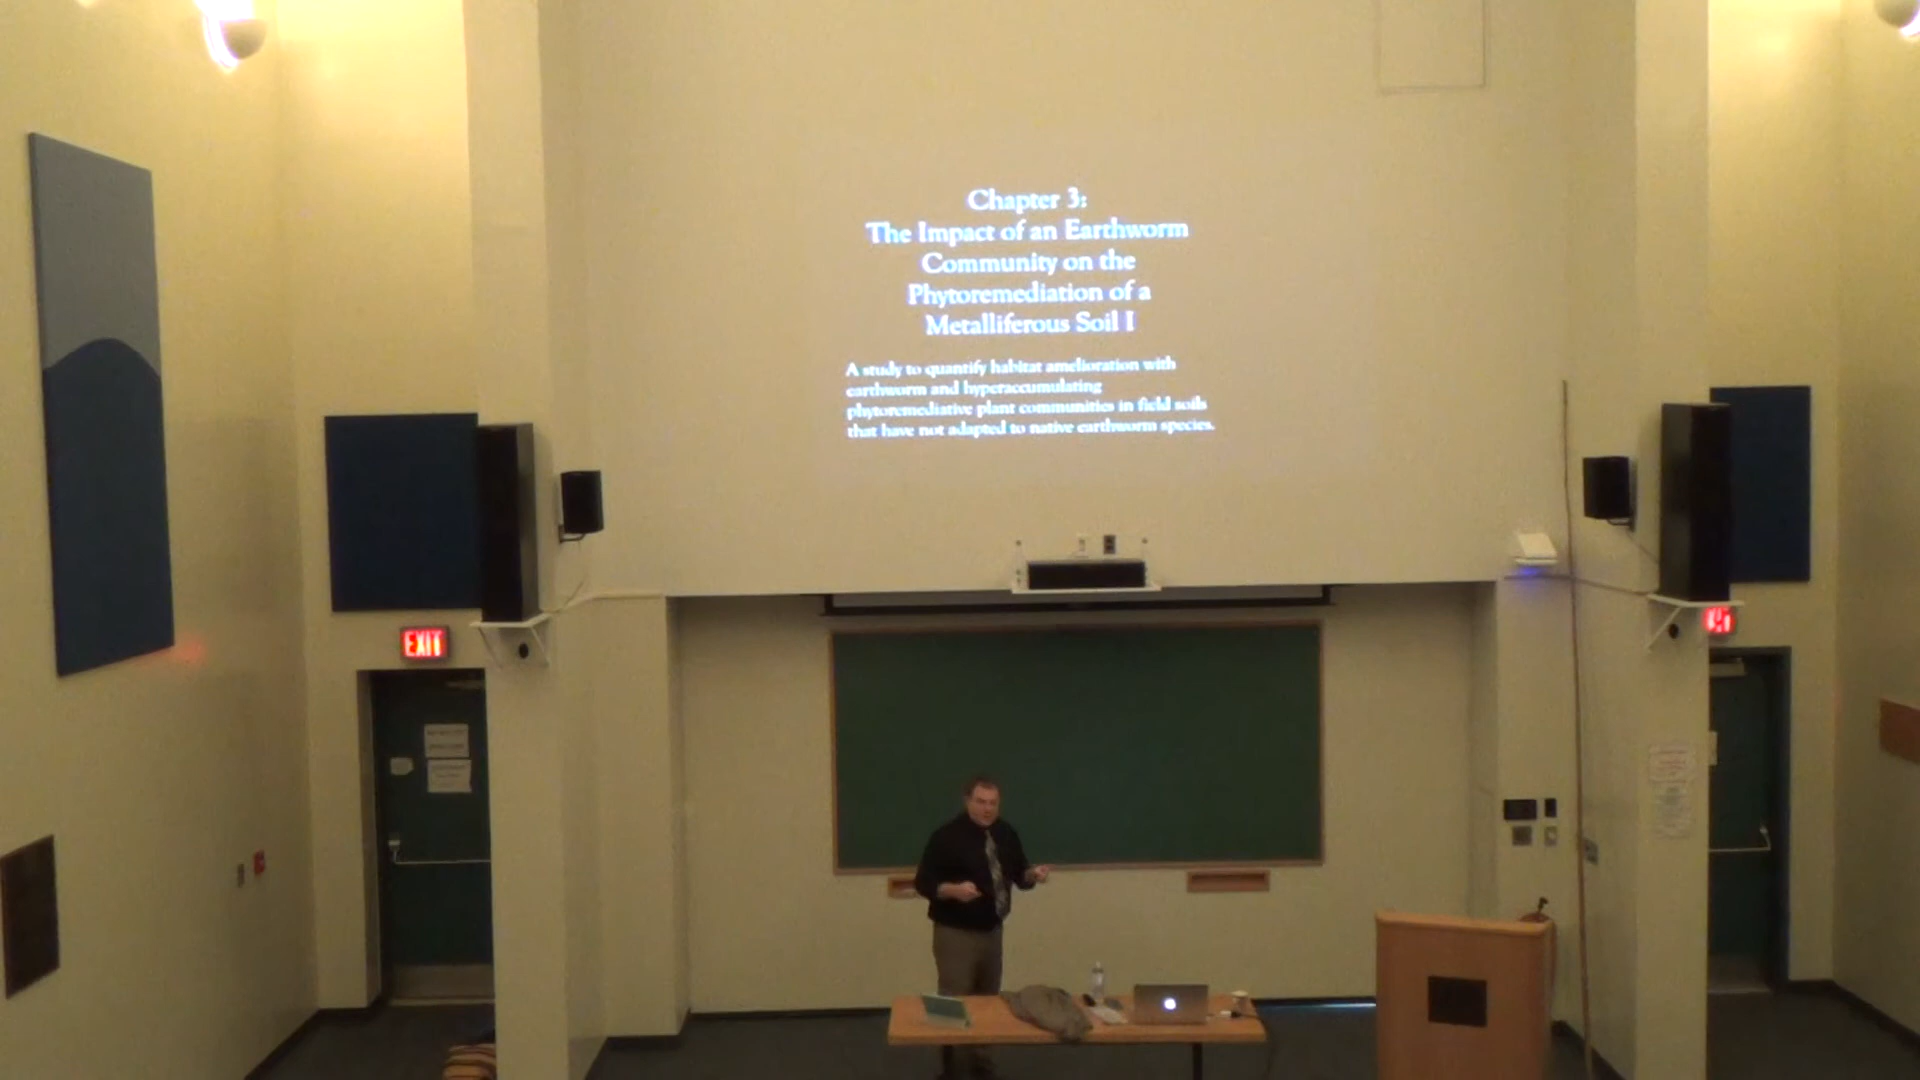 Chapter 3:
The Impact of an Earthworm
Community on the
Phytoremediation of a
Metalliferous Soil I
A study to quantify habitat amelioration with
earthworm and hyperaccumulating
phytoremediative plant communities in field soils
that have not adapted to native earthworm species.
EXIT